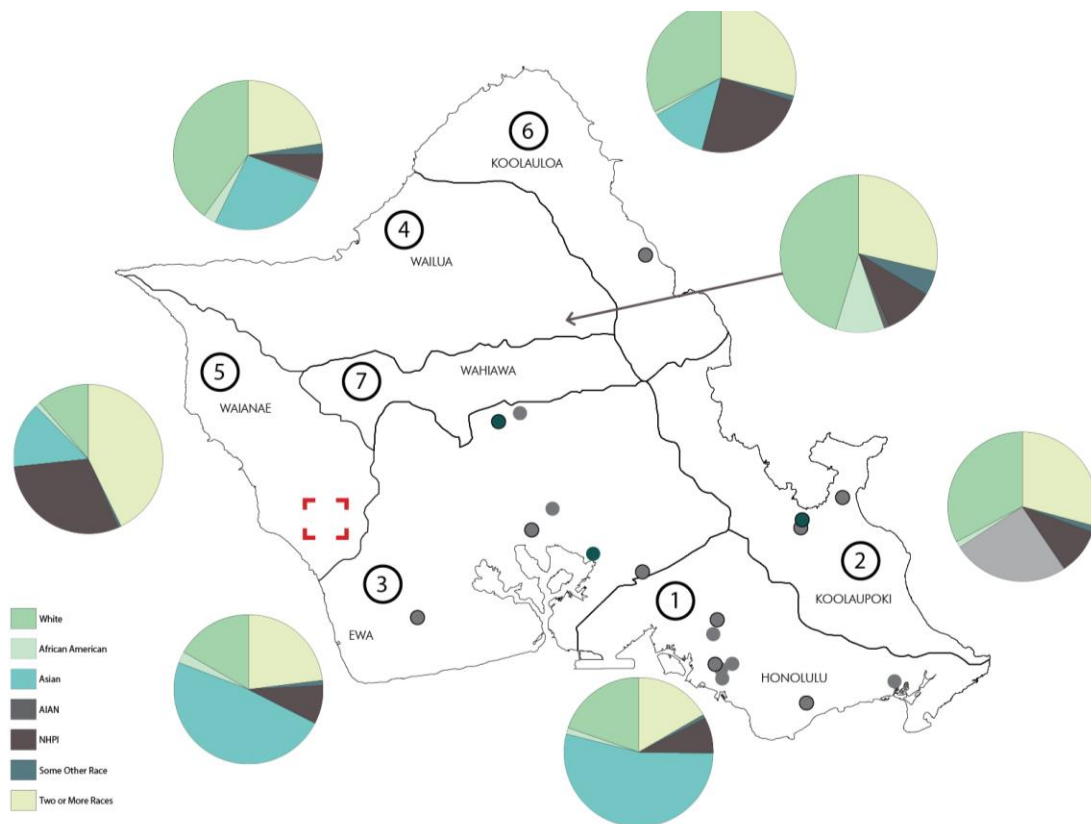 6
KOOLAULOA
4
WAILUA
5
WAIANAE
7
WAHIAWA
3
EWA
2
KOOLAUPOKI
1
HONOLULU
White
African American
Asian
AIAN
NHPI
Some Other Race
Two or More Races